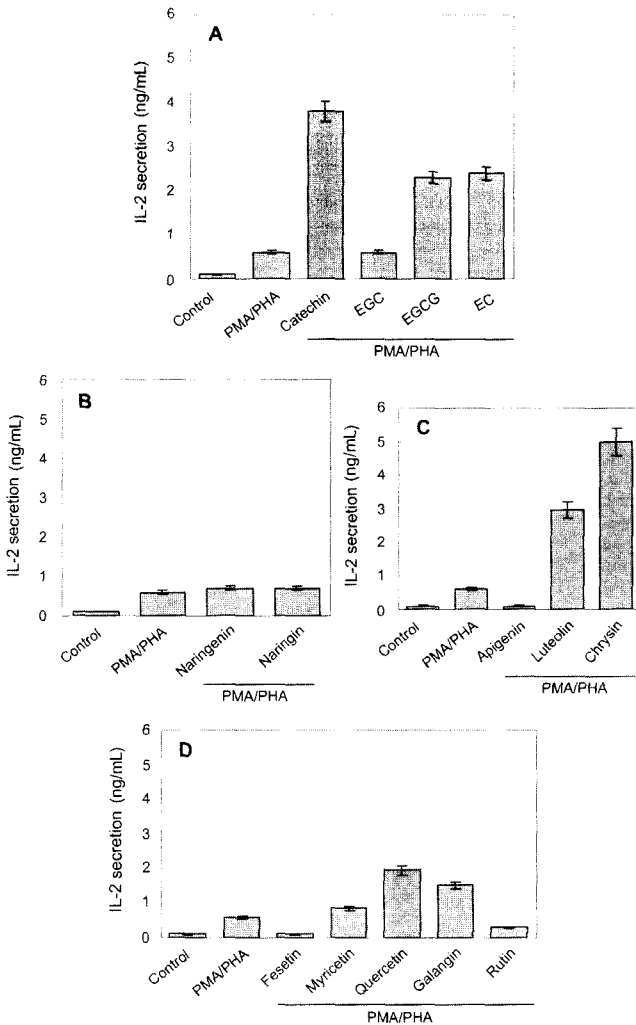 A
IL-2 secretion (ng/mL)
6
5
4
3
2
1
0
Control
PMA/PHA
Catechin
EGC
EGCG
EC
PMA/PHA
B
IL-2 secretion (ng/mL)
6
5
4
3
2
1
0
Control
PMA/PHA
Naringenin
Naringin
PMA/PHA
C
IL-2 secretion (ng/mL)
6
5
4
3
2
1
0
Control
PMA/PHA
Apigenin
Luteolin
Chrysin
PMA/PHA
D
IL-2 secretion (ng/mL)
6
5
4
3
2
1
0
Control
PMA/PHA
Fesetin
Myricetin
Quercetin
Galangin
Rutin
PMA/PHA